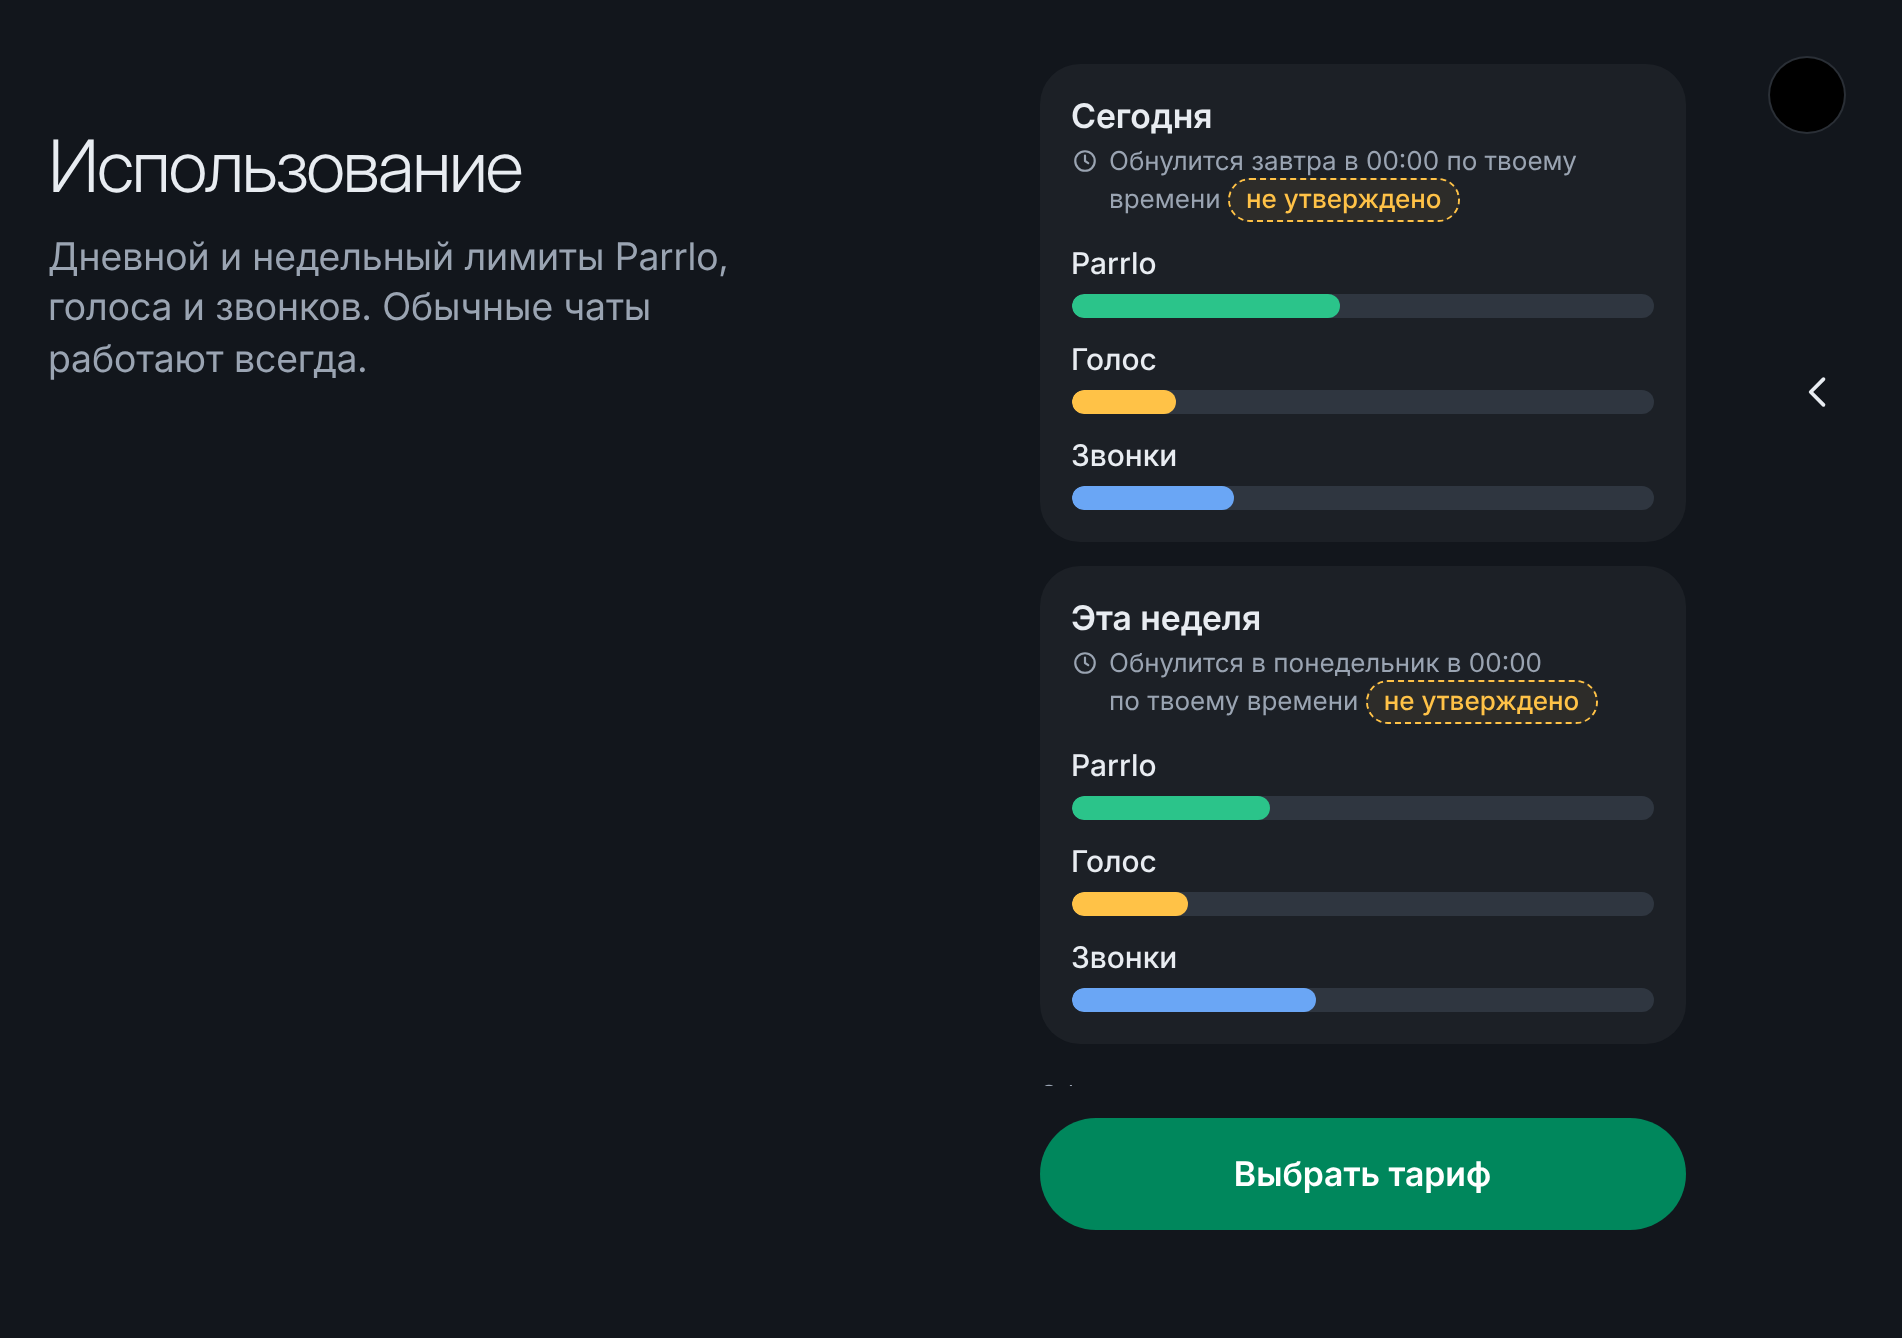 Использование
Дневной и недельный лимиты Parrlo,
голоса и звонков. Обычные чаты
работают всегда.
Сегодня
Обнулится завтра в 00:00 по твоему
времени не утверждено
Parrlo
Голос
Звонки
Эта неделя
Обнулится в понедельник в 00:00
по твоему времени не утверждено
Parrlo
Голос
Звонки
Выбрать тариф